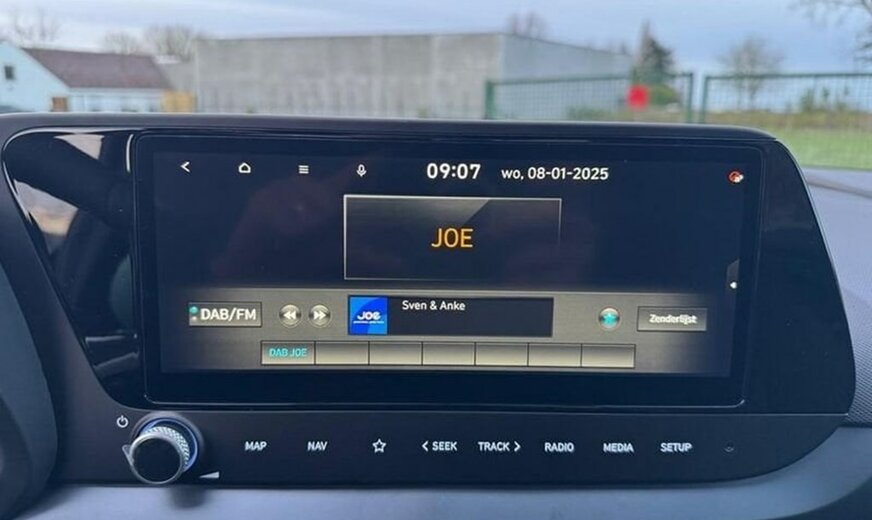 09:07 wo, 08-01-2025
JOE
DAB/FM
JOe
Sven & Anke
Zenderlijst
DAB JOE
MAP NAV SEEK TRACK RADIO MEDIA SETUP